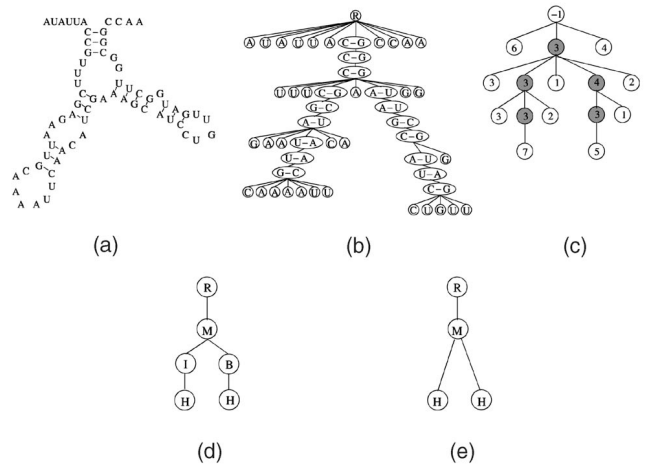 AUAUUA
CCAA
(a)
R
A U A U U A C-G C C A A
C-G
C-G
U U U C-G A A-U G G
G-C A-U
A-U G-C
G A A U-A C A C-G
U-A A-U G
G-C U-A
C A A A A U U C-G
C U G U U
(b)
-1
6 3 4
3 3 1 4 2
3 3 2 3 1
7 5
(c)
R
M
I B
H H
(d)
R
M
H H
(e)